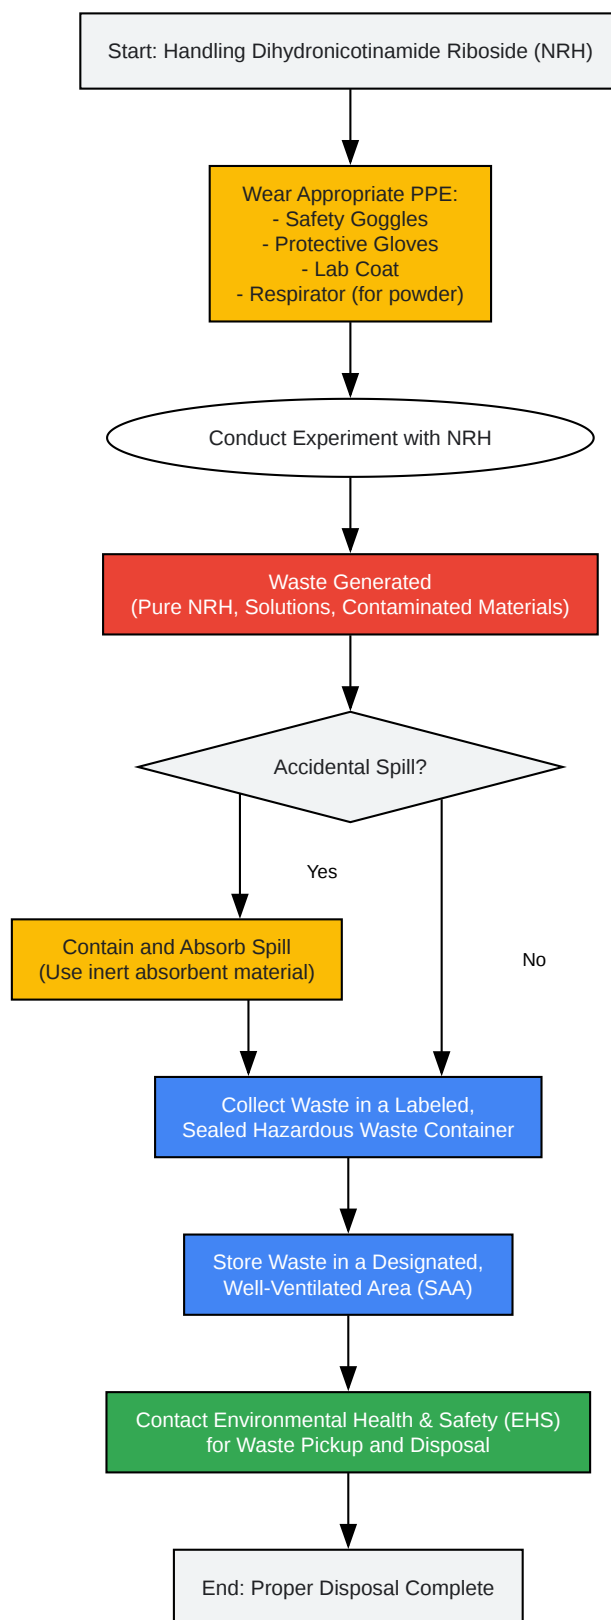 Start: Handling Dihydronicotinamide Riboside (NRH)
Wear Appropriate PPE:
- Safety Goggles
- Protective Gloves
- Lab Coat
- Respirator (for powder)
Conduct Experiment with NRH
Waste Generated
(Pure NRH, Solutions, Contaminated Materials)
Accidental Spill?
Yes
Contain and Absorb Spill
(Use inert absorbent material)
No
Collect Waste in a Labeled,
Sealed Hazardous Waste Container
Store Waste in a Designated,
Well-Ventilated Area (SAA)
Contact Environmental Health & Safety (EHS)
for Waste Pickup and Disposal
End: Proper Disposal Complete